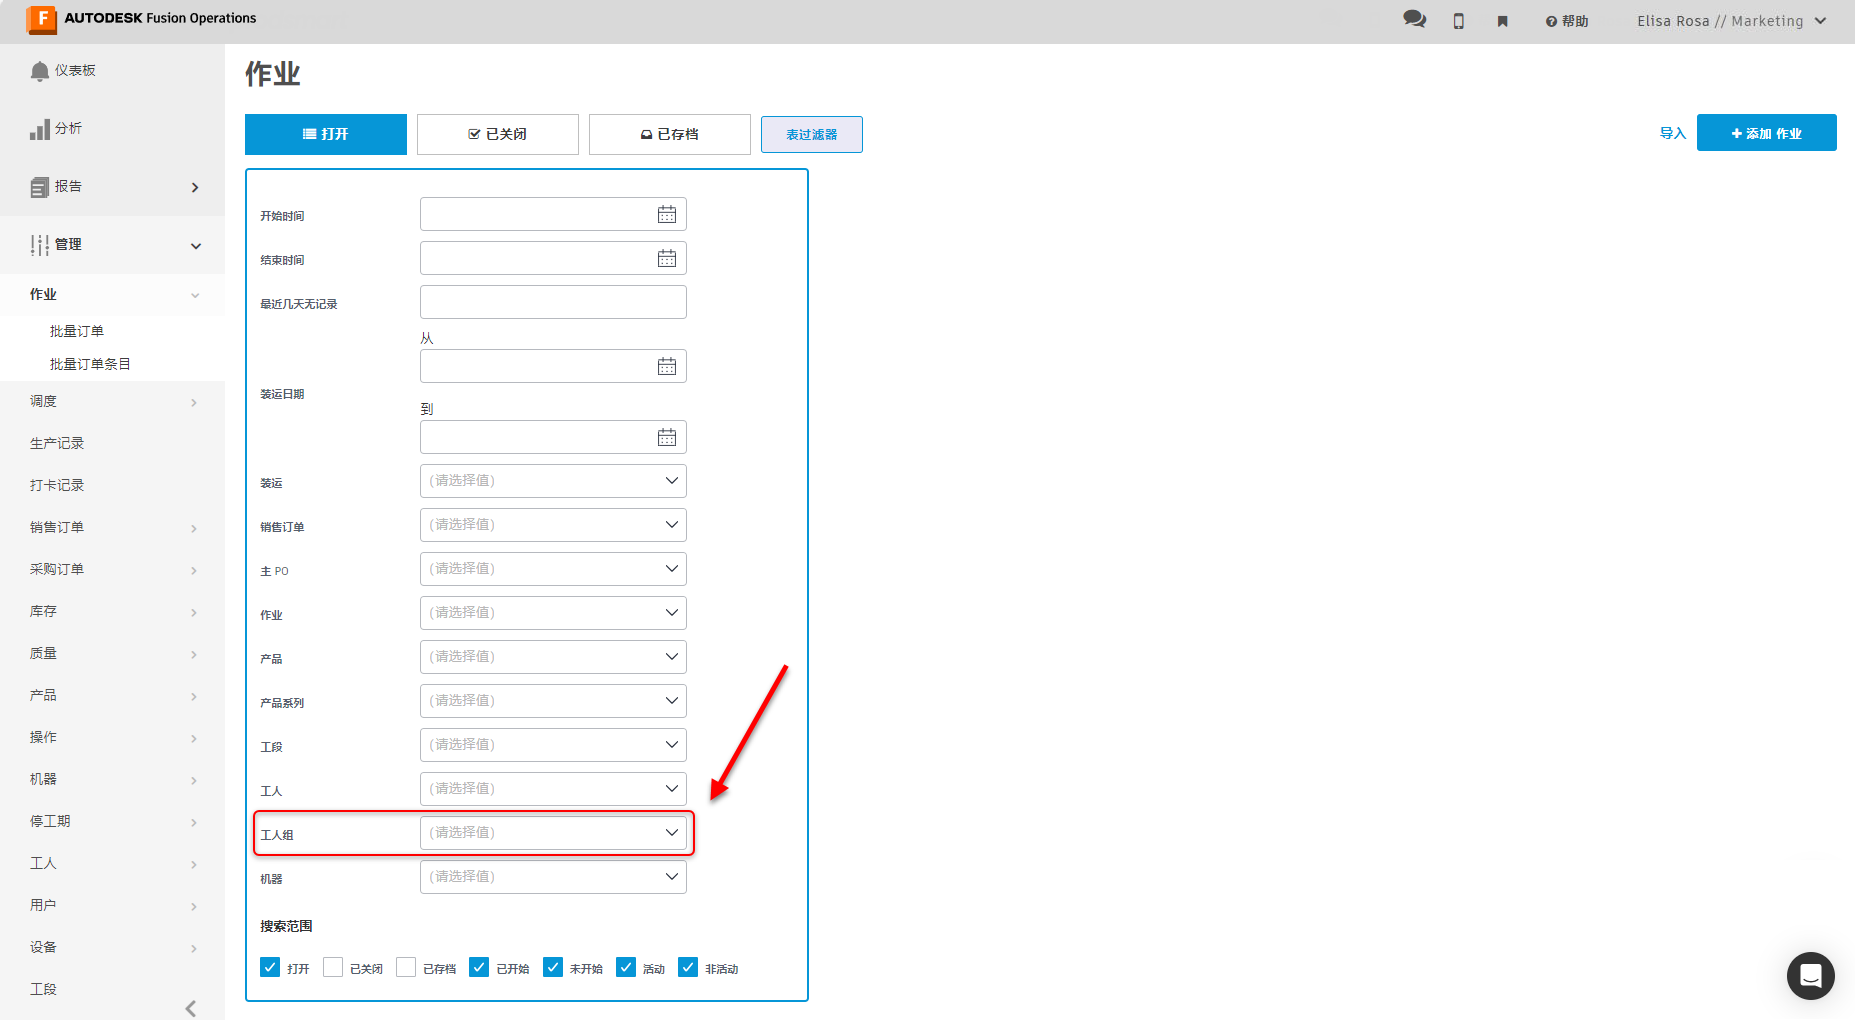 AUTODESK Fusion Operations
帮助
Elisa Rosa // Marketing
仪表板
分析
报告
管理
作业
批量订单
批量订单条目
调度
生产记录
打卡记录
销售订单
采购订单
库存
质量
产品
操作
机器
停工期
工人
用户
设备
工段
作业
打开
已关闭
已存档
表过滤器
导入
添加 作业
开始时间
结束时间
最近几天无记录
装运日期
从
到
装运 (请选择值)
销售订单 (请选择值)
主 PO (请选择值)
作业 (请选择值)
产品 (请选择值)
产品系列 (请选择值)
工段 (请选择值)
工人 (请选择值)
工人组 (请选择值)
机器 (请选择值)
搜索范围
打开 已关闭 已存档 已开始 未开始 活动 非活动